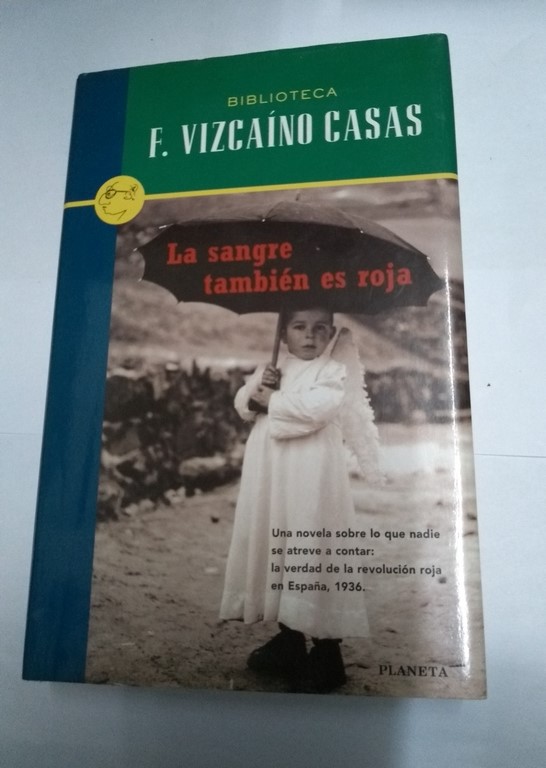 BIBLIOTECA
F. VIZCAÍNO CASAS
La sangre
también es roja
Una novela sobre lo que nadie
se atreve a contar:
la verdad de la revolución roja
en España, 1936.
PLANETA